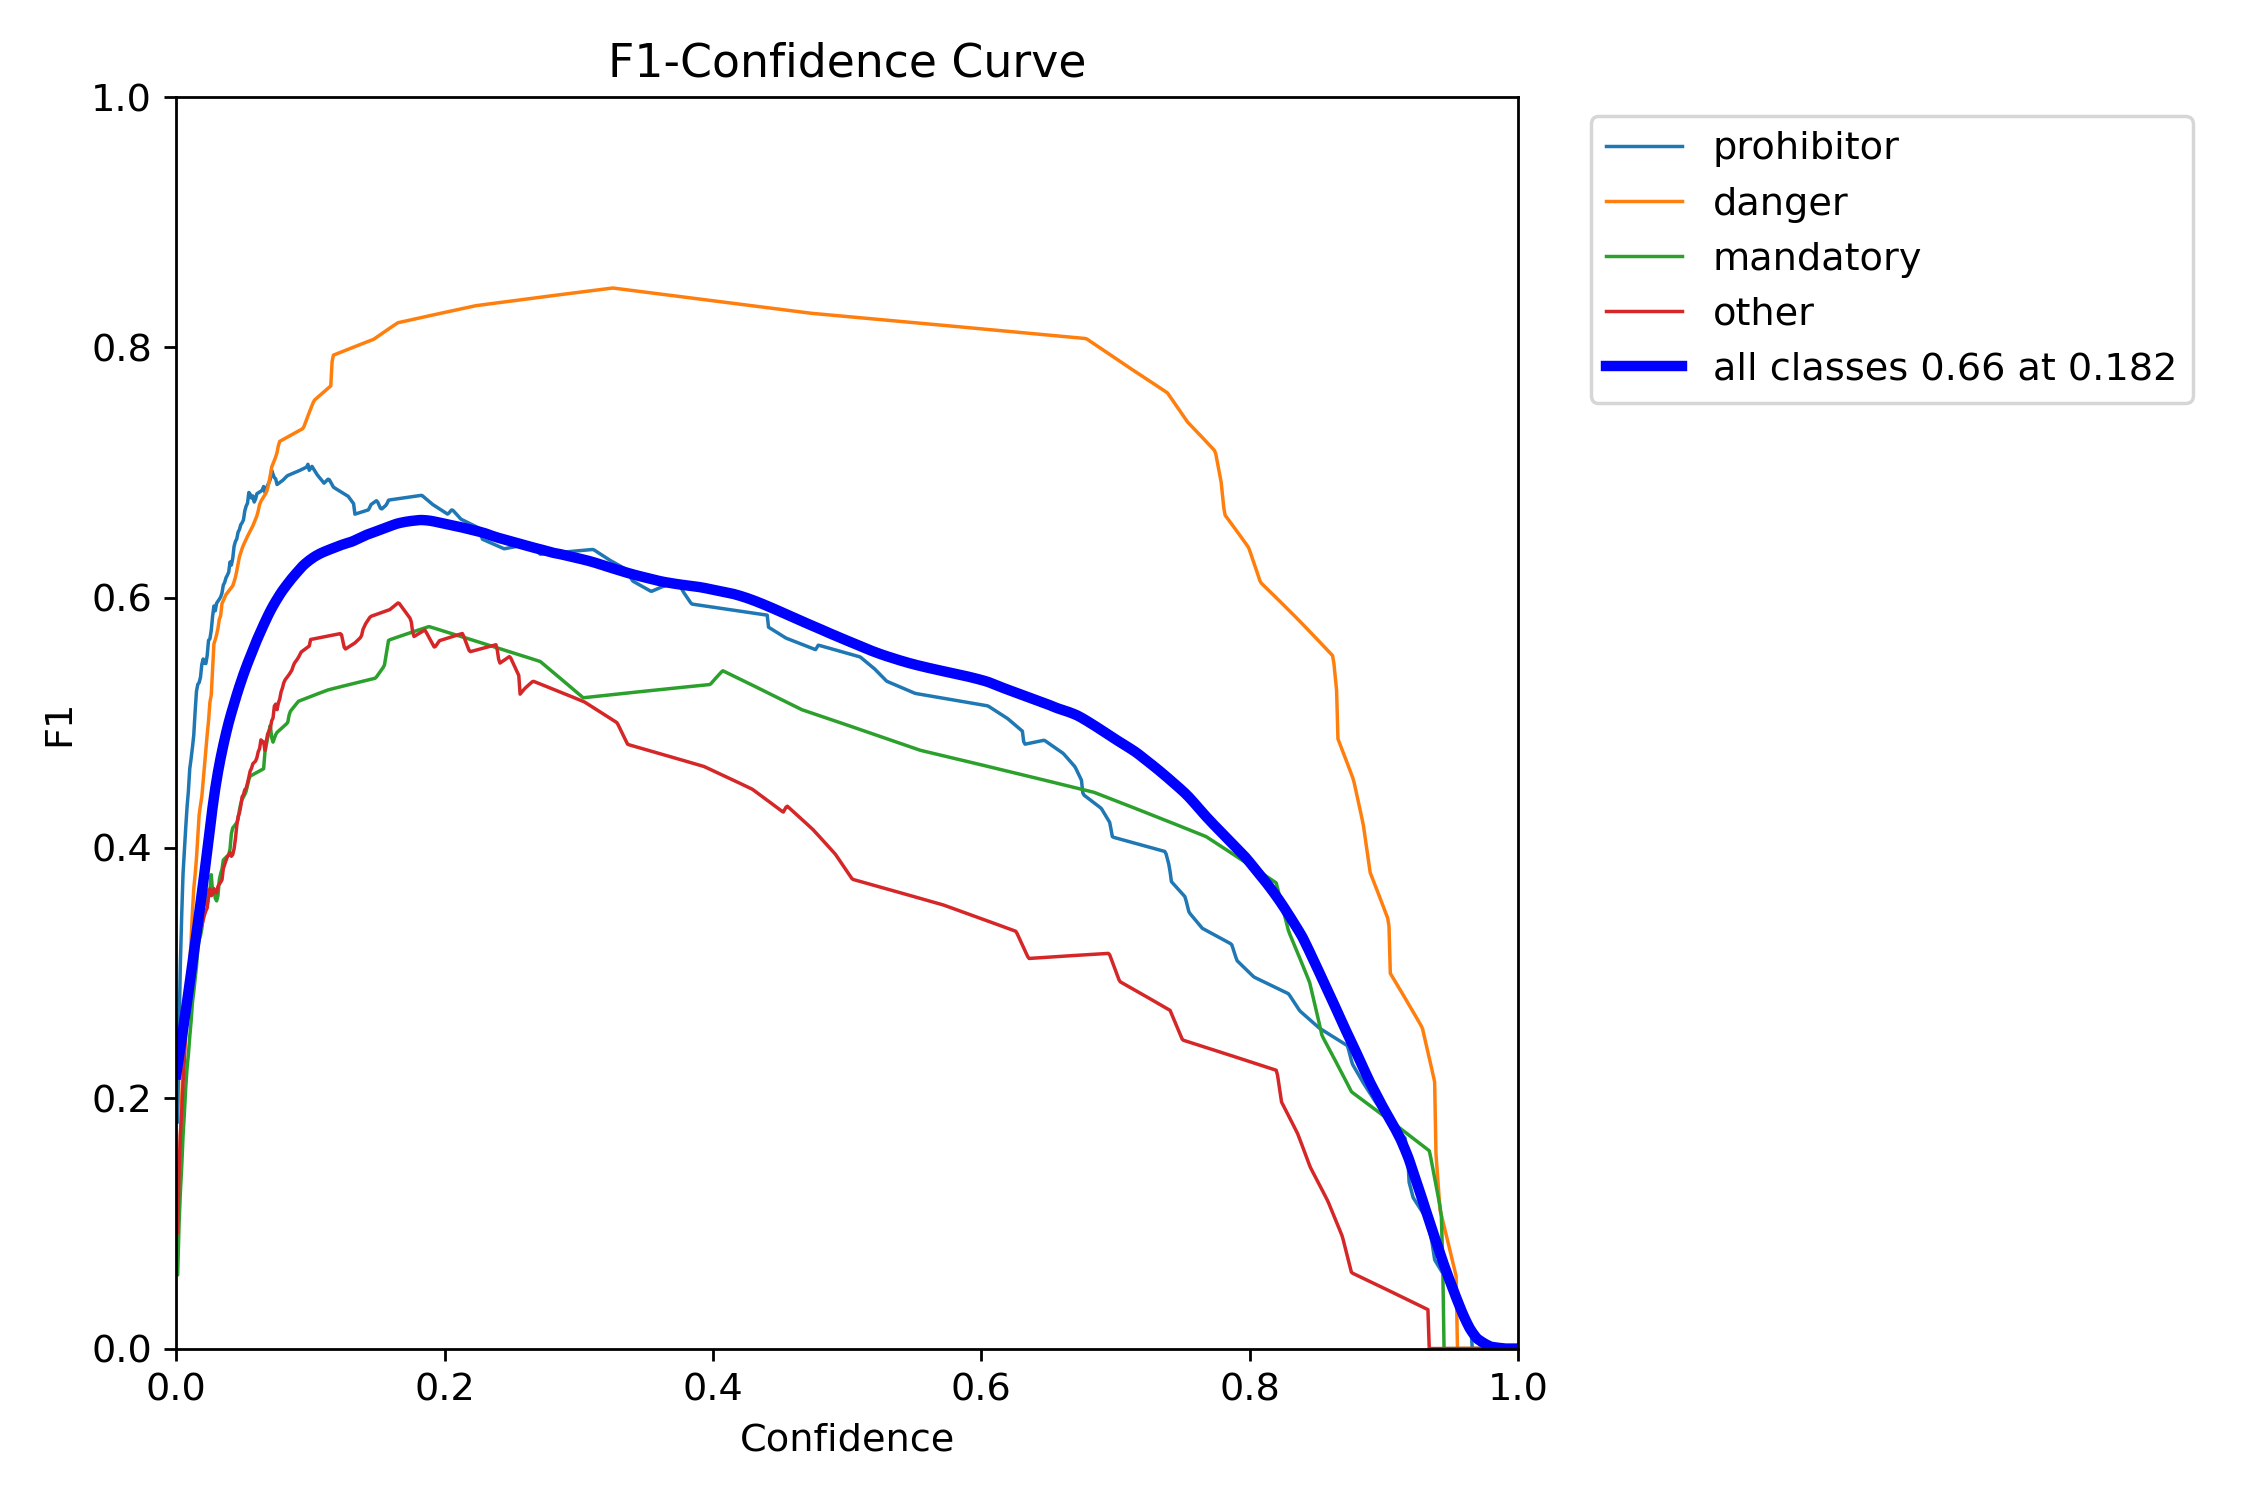 F1-Confidence Curve
1.0
0.8
0.6
0.4
0.2
0.0
F1
0.0 0.2 0.4 0.6 0.8 1.0
Confidence
prohibitor
danger
mandatory
other
all classes 0.66 at 0.182